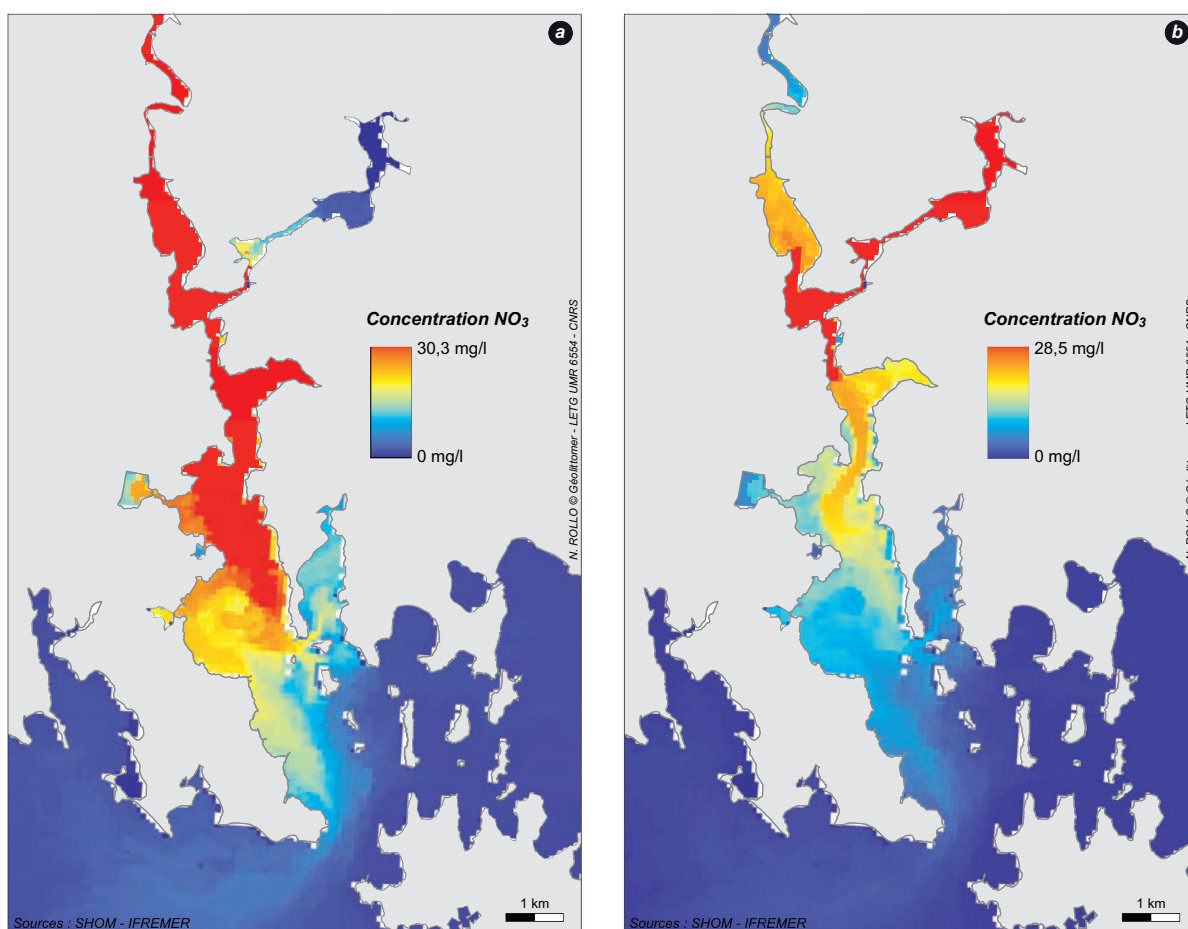 a
Concentration NO₃
30,3 mg/l
0 mg/l
N. ROLLO © Géolittomer - LETG UMR 6554 - CNRS
1 km
Sources : SHOM - IFREMER
b
Concentration NO₃
28,5 mg/l
0 mg/l
1 km
Sources : SHOM - IFREMER